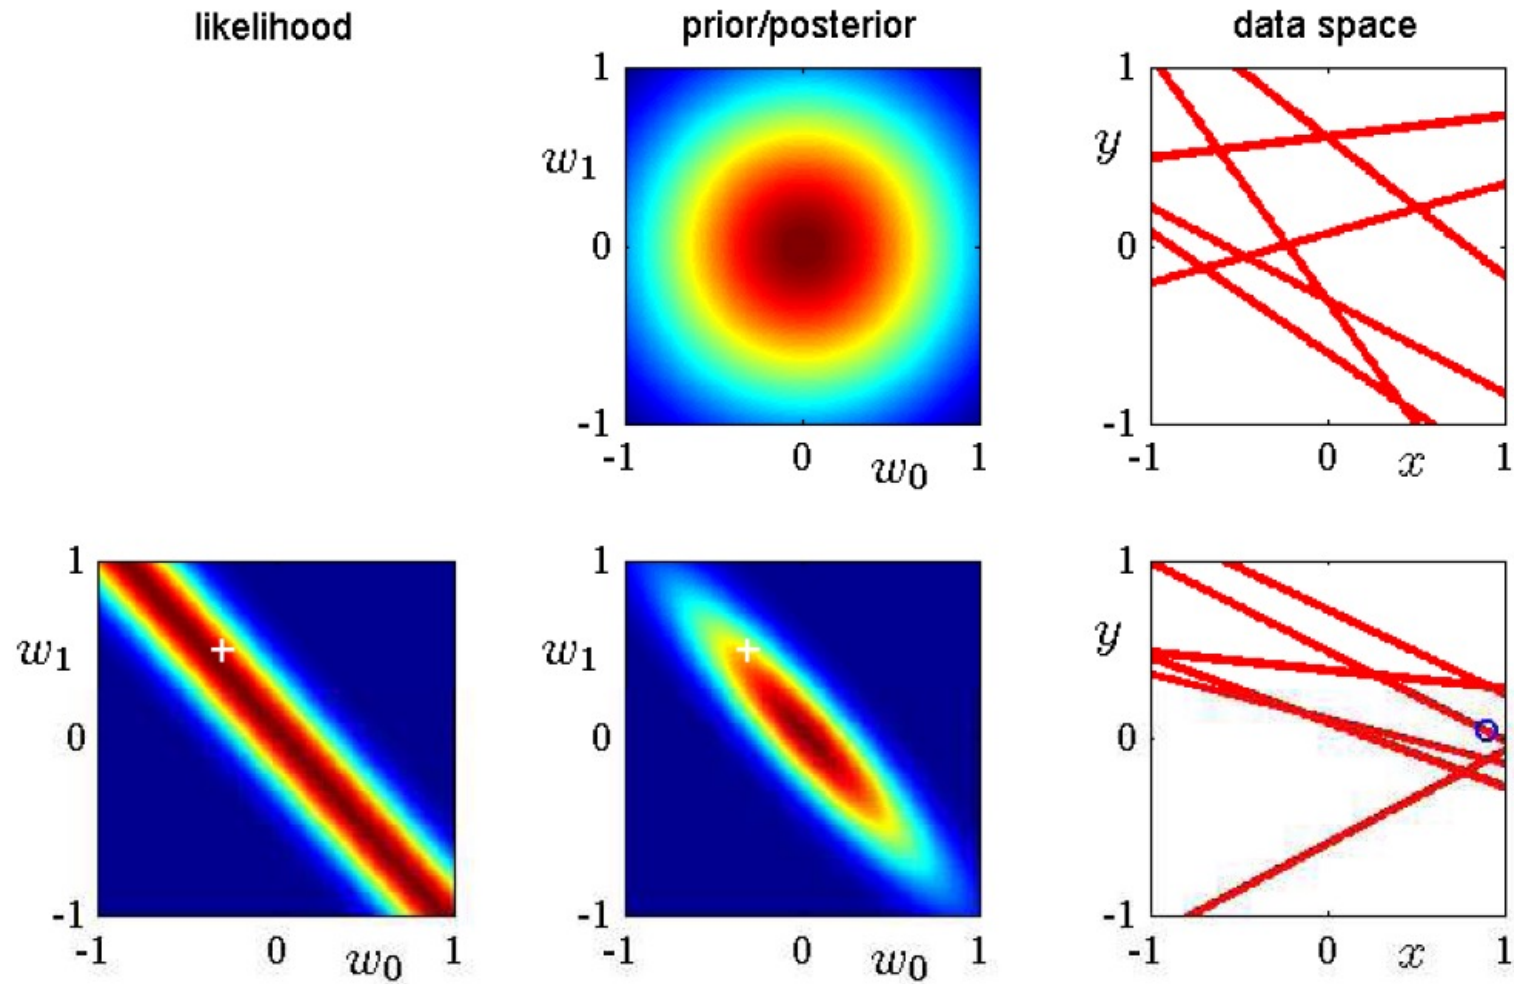 likelihood prior/posterior data space
1 1
w₁ y
0 0
-1 -1
-1 0 w₀ 1 -1 0 x 1
1 1 1
w₁ w₁ y
0 0 0
-1 -1 -1
-1 0 w₀ 1 -1 0 w₀ 1 -1 0 x 1